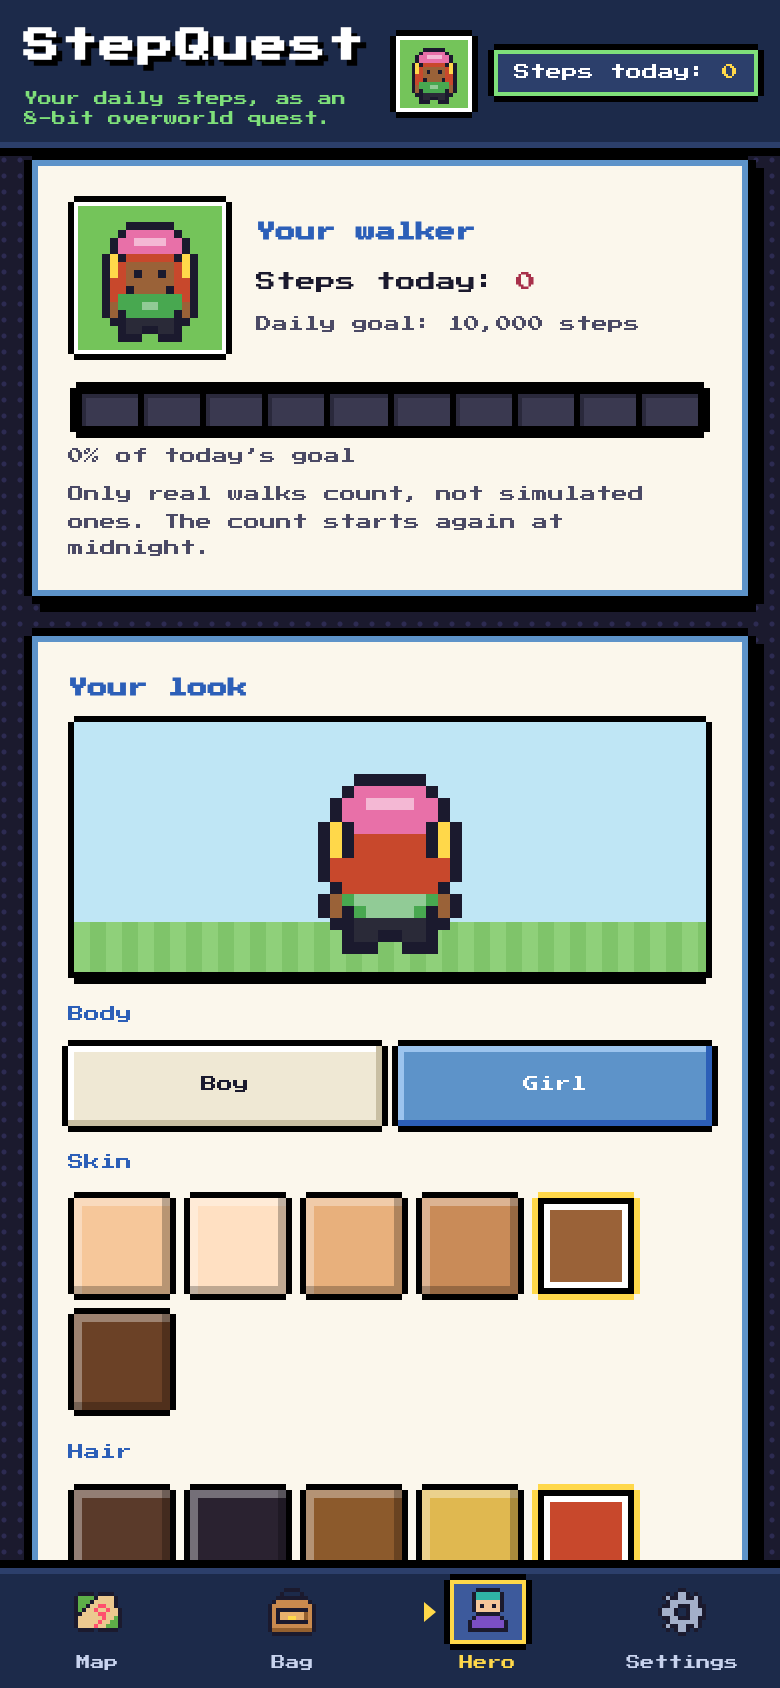 StepQuest
Your daily steps, as an
8-bit overworld quest.
Steps today: 0
Your walker
Steps today: 0
Daily goal: 10,000 steps
0% of today's goal
Only real walks count, not simulated
ones. The count starts again at
midnight.
Your look
Body
Boy
Girl
Skin
Hair
Map
Bag
Hero
Settings